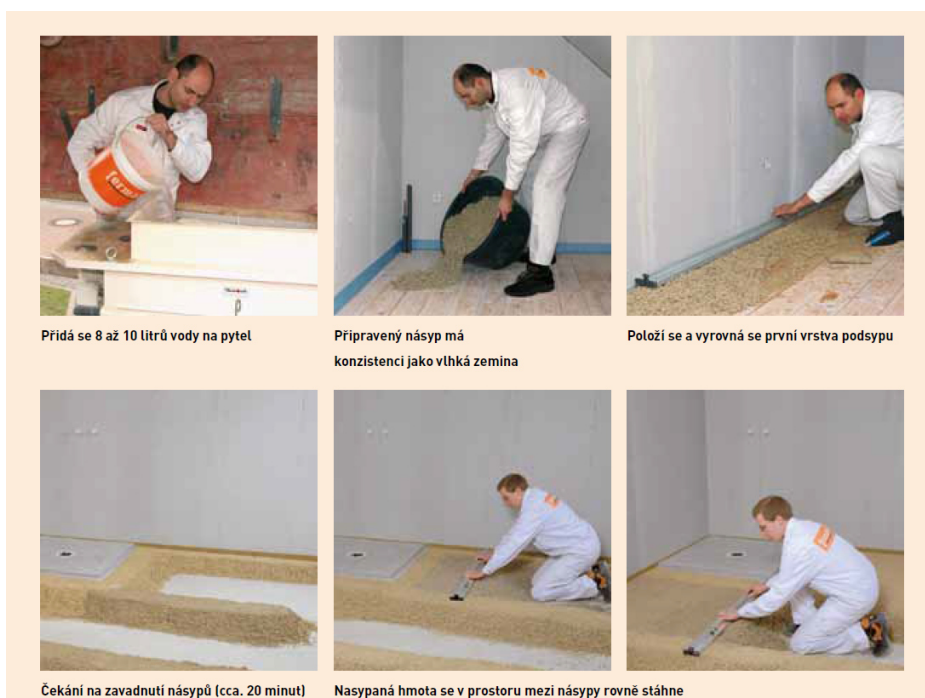 Přidá se 8 až 10 litrů vody na pytel
Připravený násyp má
konzistenci jako vlhká zemina
Položí se a vyrovná se první vrstva podsypu
Čekání na zavadnutí násypů (cca. 20 minut)
Nasypaná hmota se v prostoru mezi násypy rovně stáhne